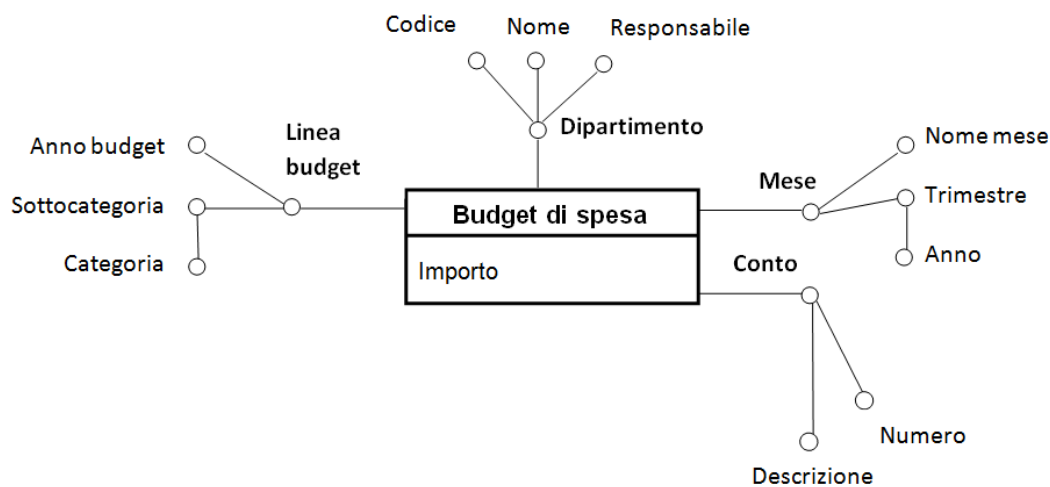 Codice
Nome
Responsabile
Dipartimento
Linea
budget
Anno budget
Sottocategoria
Categoria
Budget di spesa
Importo
Mese
Nome mese
Trimestre
Anno
Conto
Numero
Descrizione